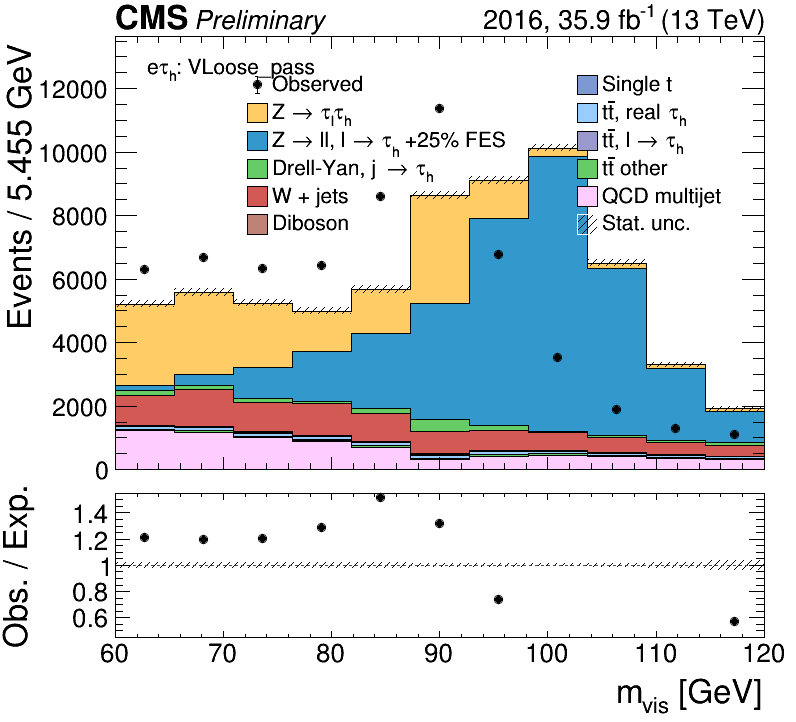 CMS Preliminary 2016, 35.9 fb⁻¹ (13 TeV)
eτₕ: VLoose_pass
Observed
Z → τₗτₕ
Z → ll, l → τₕ +25% FES
Drell-Yan, j → τₕ
W + jets
Diboson
Single t
tt̄, real τₕ
tt̄, l → τₕ
tt̄ other
QCD multijet
Stat. unc.
Events / 5.455 GeV
12000
10000
8000
6000
4000
2000
0
Obs. / Exp.
1.4
1.2
1
0.8
0.6
60 70 80 90 100 110 120
m_vis [GeV]